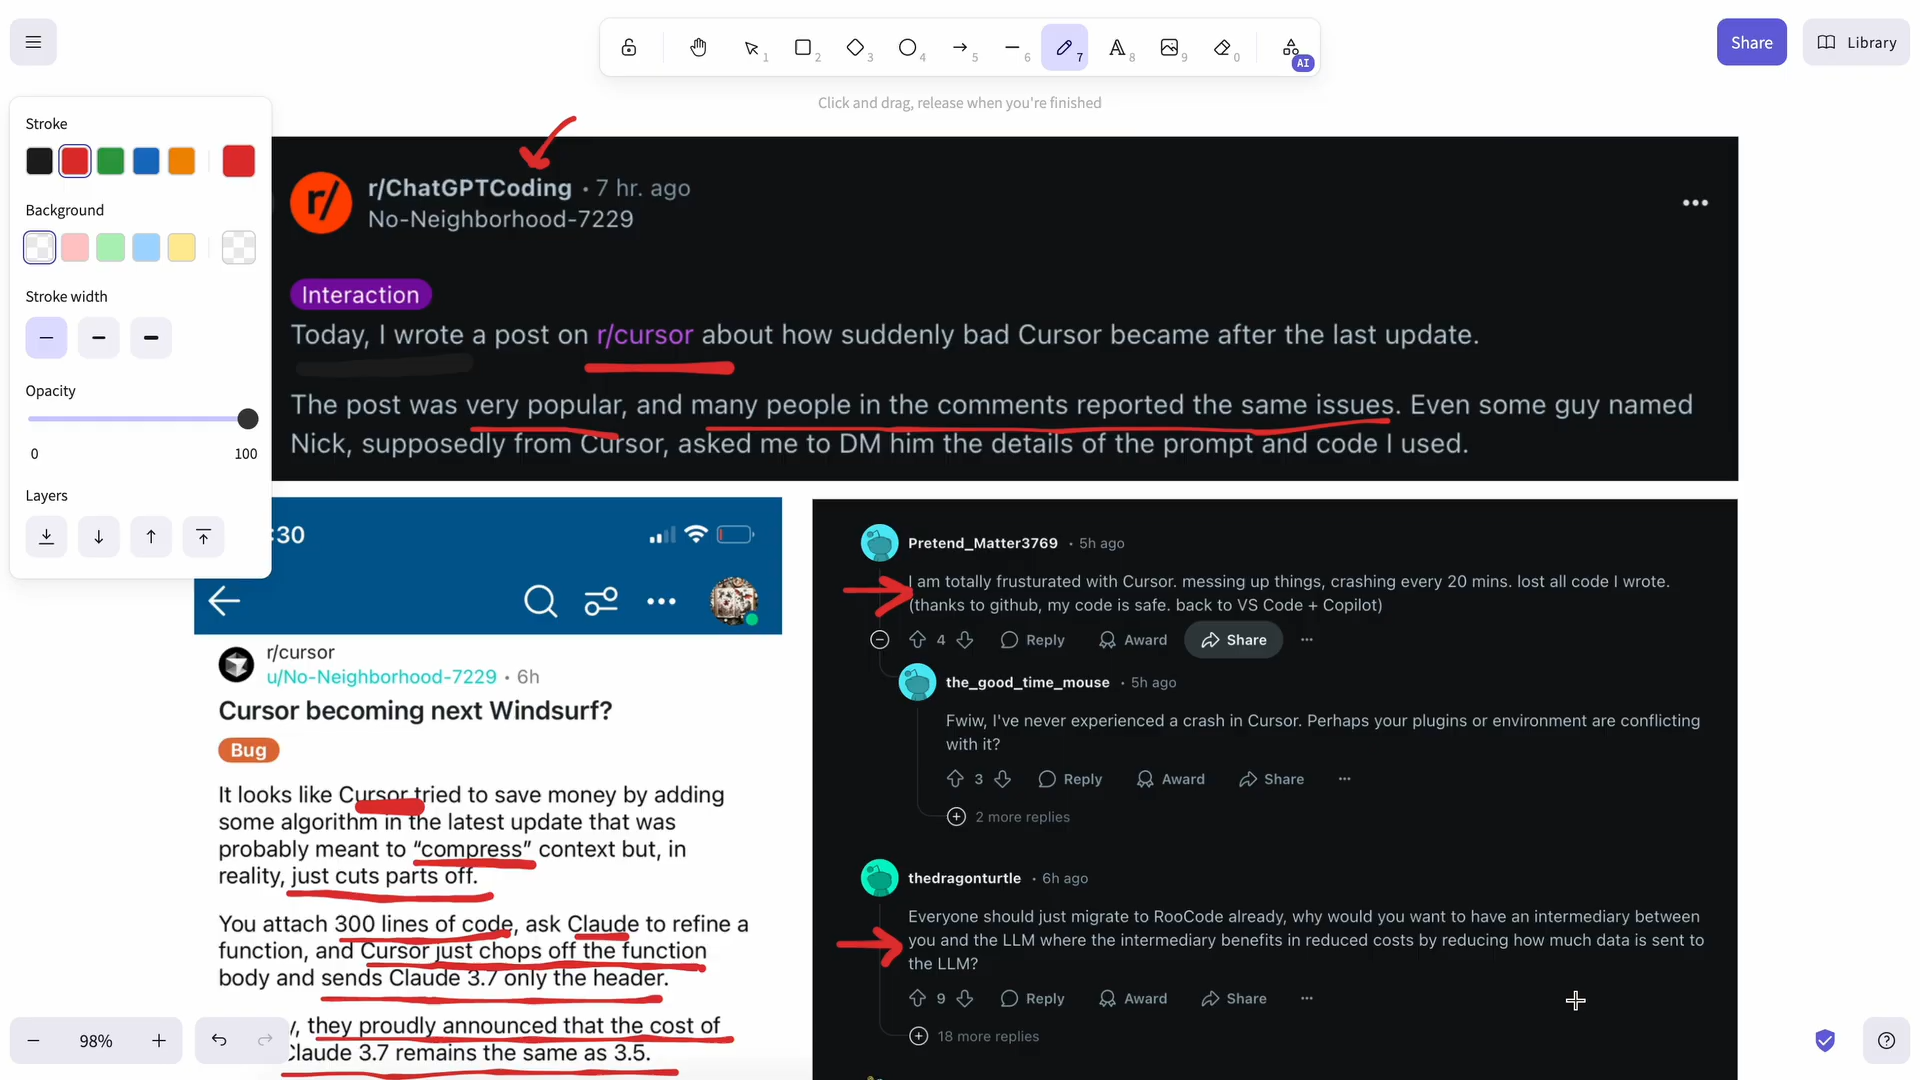 1
2
3
4
5
6
7
A
8
9
0
AI
Share
Library
Click and drag, release when you're finished
Stroke
Background
Stroke width
Opacity
0
100
Layers
r/
r/ChatGPTCoding • 7 hr. ago
No-Neighborhood-7229
Interaction
Today, I wrote a post on r/cursor about how suddenly bad Cursor became after the last update.
The post was very popular, and many people in the comments reported the same issues. Even some guy named
Nick, supposedly from Cursor, asked me to DM him the details of the prompt and code I used.
:30
r/cursor
u/No-Neighborhood-7229 • 6h
Cursor becoming next Windsurf?
Bug
It looks like Cursor tried to save money by adding
some algorithm in the latest update that was
probably meant to “compress” context but, in
reality, just cuts parts off.
You attach 300 lines of code, ask Claude to refine a
function, and Cursor just chops off the function
body and sends Claude 3.7 only the header.
, they proudly announced that the cost of
Claude 3.7 remains the same as 3.5.
Pretend_Matter3769 • 5h ago
I am totally frusturated with Cursor. messing up things, crashing every 20 mins. lost all code I wrote.
(thanks to github, my code is safe. back to VS Code + Copilot)
4 Reply Award Share
the_good_time_mouse • 5h ago
Fwiw, I've never experienced a crash in Cursor. Perhaps your plugins or environment are conflicting
with it?
3 Reply Award Share
2 more replies
thedragonturtle • 6h ago
Everyone should just migrate to RooCode already, why would you want to have an intermediary between
you and the LLM where the intermediary benefits in reduced costs by reducing how much data is sent to
the LLM?
9 Reply Award Share
18 more replies
98%